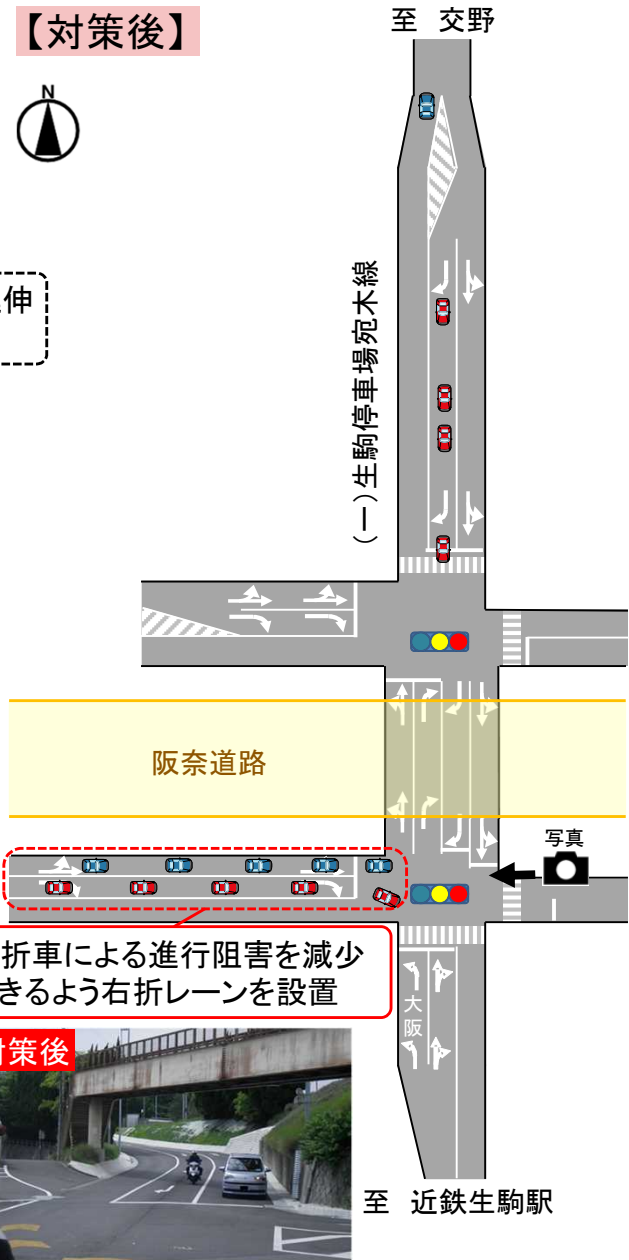 【対策後】
至 交野
N
伸
(一)生駒停車場宛木線
阪奈道路
写真
折車による進行阻害を減少
きるよう右折レーンを設置
大阪
対策後
至 近鉄生駒駅